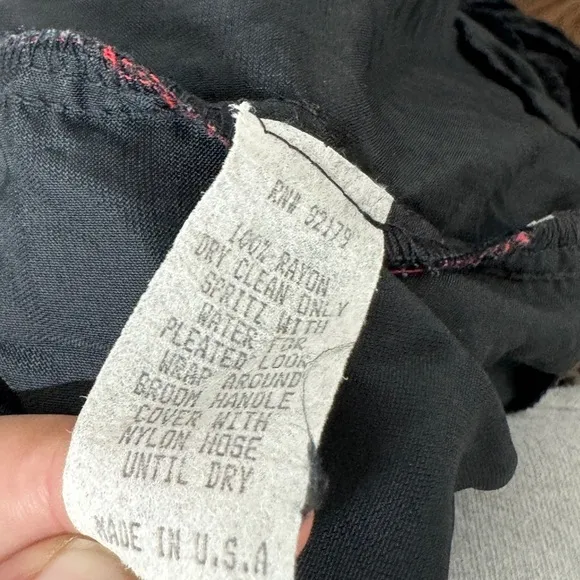 RN# 92179
100% RAYON
DRY CLEAN ONLY
SPRITZ WITH
WATER FOR
PLEATED LOOK
WRAP AROUND
BROOM HANDLE
COVER WITH
NYLON HOSE
UNTIL DRY
MADE IN U.S.A